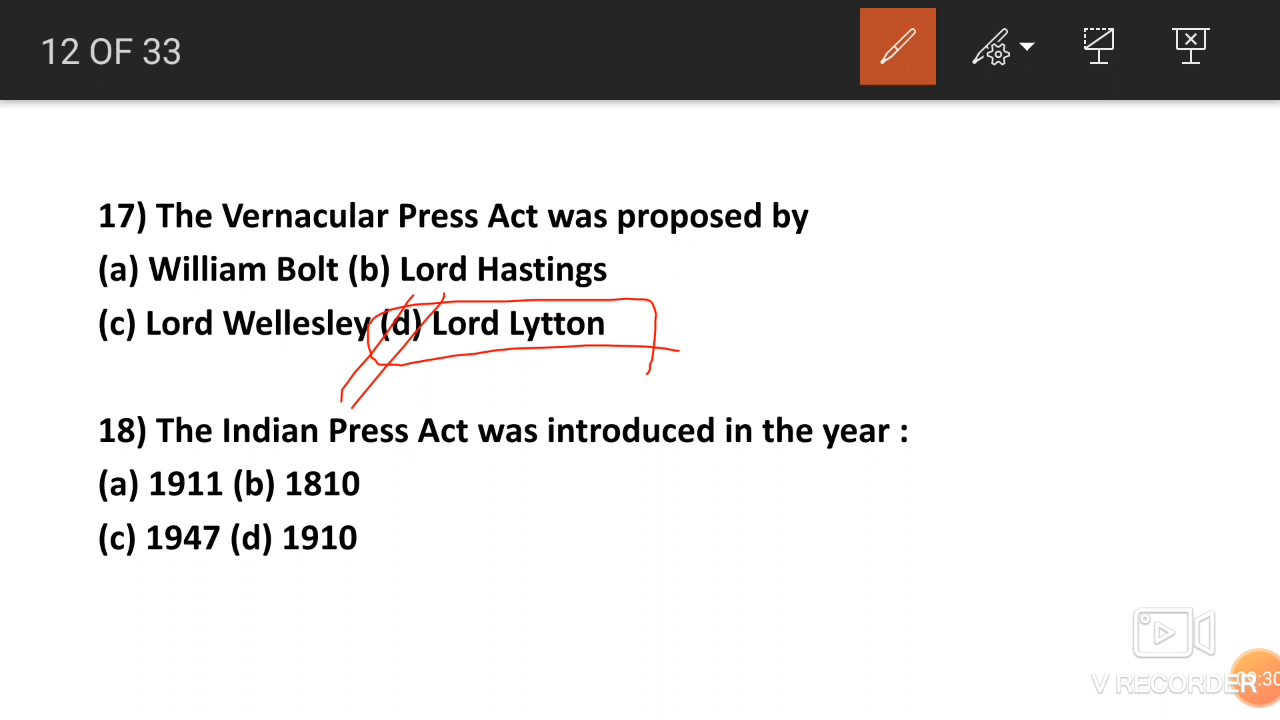 12 OF 33
17) The Vernacular Press Act was proposed by
(a) William Bolt (b) Lord Hastings
(c) Lord Wellesley (d) Lord Lytton
18) The Indian Press Act was introduced in the year :
(a) 1911 (b) 1810
(c) 1947 (d) 1910
V RECORDER